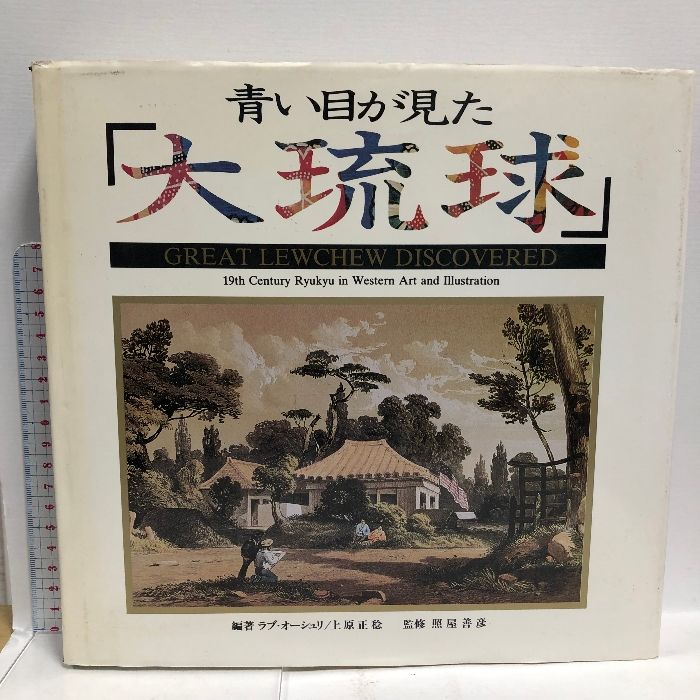 青い目が見た
「大琉球」
GREAT LEWCHEW DISCOVERED
19th Century Ryukyu in Western Art and Illustration
編著 ラブ・オーシュリ/上原正稔 監修 照屋善彦